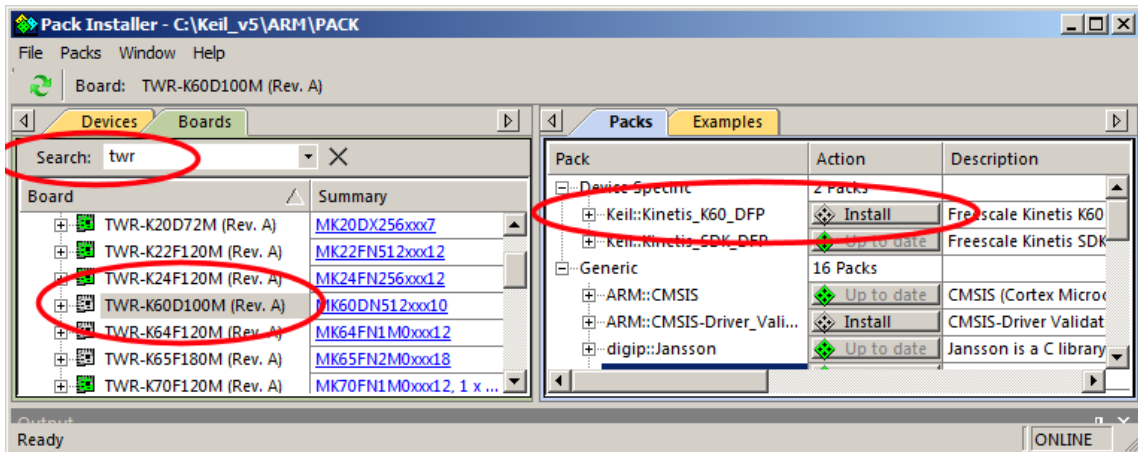 Pack Installer - C:\Keil_v5\ARM\PACK
File Packs Window Help
Board: TWR-K60D100M (Rev. A)
Devices Boards
Packs Examples
Search: twr
Board Summary
Pack Action Description
TWR-K20D72M (Rev. A) MK20DX256xxx7
TWR-K22F120M (Rev. A) MK22FN512xxx12
TWR-K24F120M (Rev. A) MK24FN256xxx12
TWR-K60D100M (Rev. A) MK60DN512xxx10
TWR-K64F120M (Rev. A) MK64FN1M0xxx12
TWR-K65F180M (Rev. A) MK65FN2M0xxx18
TWR-K70F120M (Rev. A) MK70FN1M0xxx12, 1 x ...
Device Specific 2 Packs
Keil::Kinetis_K60_DFP Install Freescale Kinetis K60
Keil::Kinetis_SDK_DFP Up to date Freescale Kinetis SDK
Generic 16 Packs
ARM::CMSIS Up to date CMSIS (Cortex Microc
ARM::CMSIS-Driver_Vali... Install CMSIS-Driver Validat
digip::Jansson Up to date Jansson is a C library
Output
Ready ONLINE